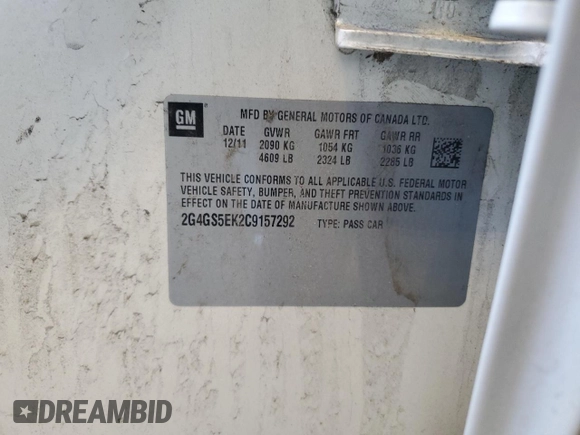 GM
MFD BY GENERAL MOTORS OF CANADA LTD.
DATE GVWR GAWR FRT GAWR RR
12/11 2090 KG 1054 KG 1036 KG
4609 LB 2324 LB 2285 LB
THIS VEHICLE CONFORMS TO ALL APPLICABLE U.S. FEDERAL MOTOR
VEHICLE SAFETY, BUMPER, AND THEFT PREVENTION STANDARDS IN
EFFECT ON THE DATE OF MANUFACTURE SHOWN ABOVE.
2G4GS5EK2C9157292 TYPE: PASS CAR
DREAMBID